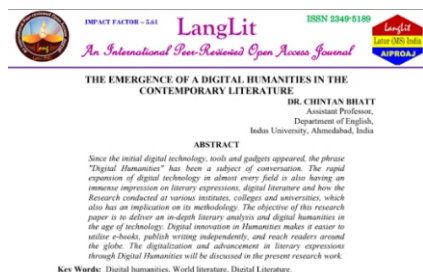 IMPACT FACTOR – 5.61
LangLit
ISSN 2349-5189
An International Peer-Reviewed Open Access Journal
LangLit
Latur (MS) India
AIPROAJ
THE EMERGENCE OF A DIGITAL HUMANITIES IN THE
CONTEMPORARY LITERATURE
DR. CHINTAN BHATT
Assistant Professor,
Department of English,
Indus University, Ahmedabad, India
ABSTRACT
Since the initial digital technology, tools and gadgets appeared, the phrase
"Digital Humanities" has been a subject of conversation. The rapid
expansion of digital technology in almost every field is also having an
immense impression on literary expressions, digital literature and how the
Research conducted at various institutes, colleges and universities, which
also has an implication on its methodology. The objective of this research
paper is to deliver an in-depth literary analysis and digital humanities in
the age of technology. Digital innovation in Humanities makes it easier to
utilise e-books, publish writing independently, and reach readers around
the globe. The digitalization and advancement in literary expressions
through Digital Humanities will be discussed in the present research work.
Key Words: Digital humanities, World literature, Digital Literature.